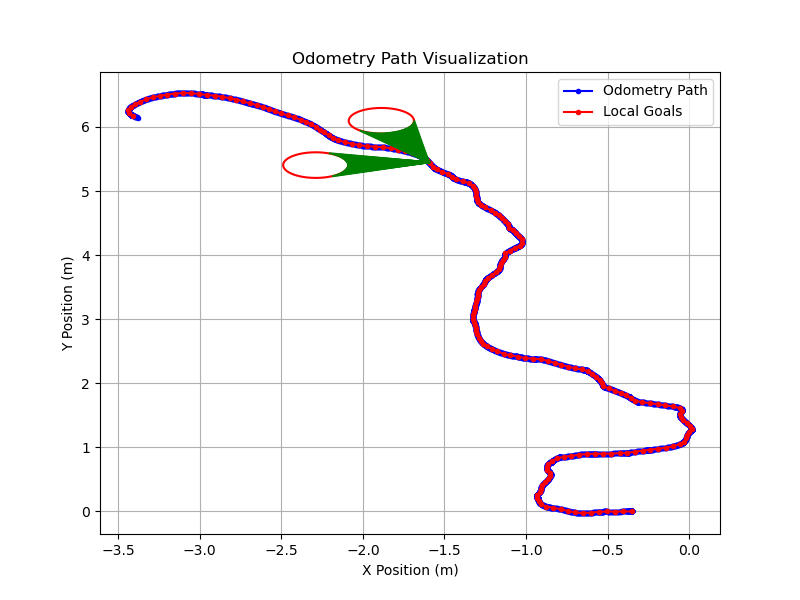 Odometry Path Visualization
Odometry Path
Local Goals
Y Position (m)
6
5
4
3
2
1
0
−3.5 −3.0 −2.5 −2.0 −1.5 −1.0 −0.5 0.0
X Position (m)